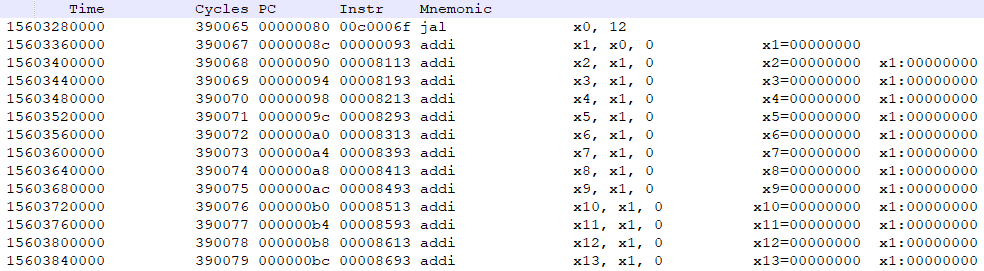 Time Cycles PC Instr Mnemonic
15603280000 390065 00000080 00c0006f jal x0, 12
15603360000 390067 0000008c 00000093 addi x1, x0, 0 x1=00000000
15603400000 390068 00000090 00008113 addi x2, x1, 0 x2=00000000 x1:00000000
15603440000 390069 00000094 00008193 addi x3, x1, 0 x3=00000000 x1:00000000
15603480000 390070 00000098 00008213 addi x4, x1, 0 x4=00000000 x1:00000000
15603520000 390071 0000009c 00008293 addi x5, x1, 0 x5=00000000 x1:00000000
15603560000 390072 000000a0 00008313 addi x6, x1, 0 x6=00000000 x1:00000000
15603600000 390073 000000a4 00008393 addi x7, x1, 0 x7=00000000 x1:00000000
15603640000 390074 000000a8 00008413 addi x8, x1, 0 x8=00000000 x1:00000000
15603680000 390075 000000ac 00008493 addi x9, x1, 0 x9=00000000 x1:00000000
15603720000 390076 000000b0 00008513 addi x10, x1, 0 x10=00000000 x1:00000000
15603760000 390077 000000b4 00008593 addi x11, x1, 0 x11=00000000 x1:00000000
15603800000 390078 000000b8 00008613 addi x12, x1, 0 x12=00000000 x1:00000000
15603840000 390079 000000bc 00008693 addi x13, x1, 0 x13=00000000 x1:00000000